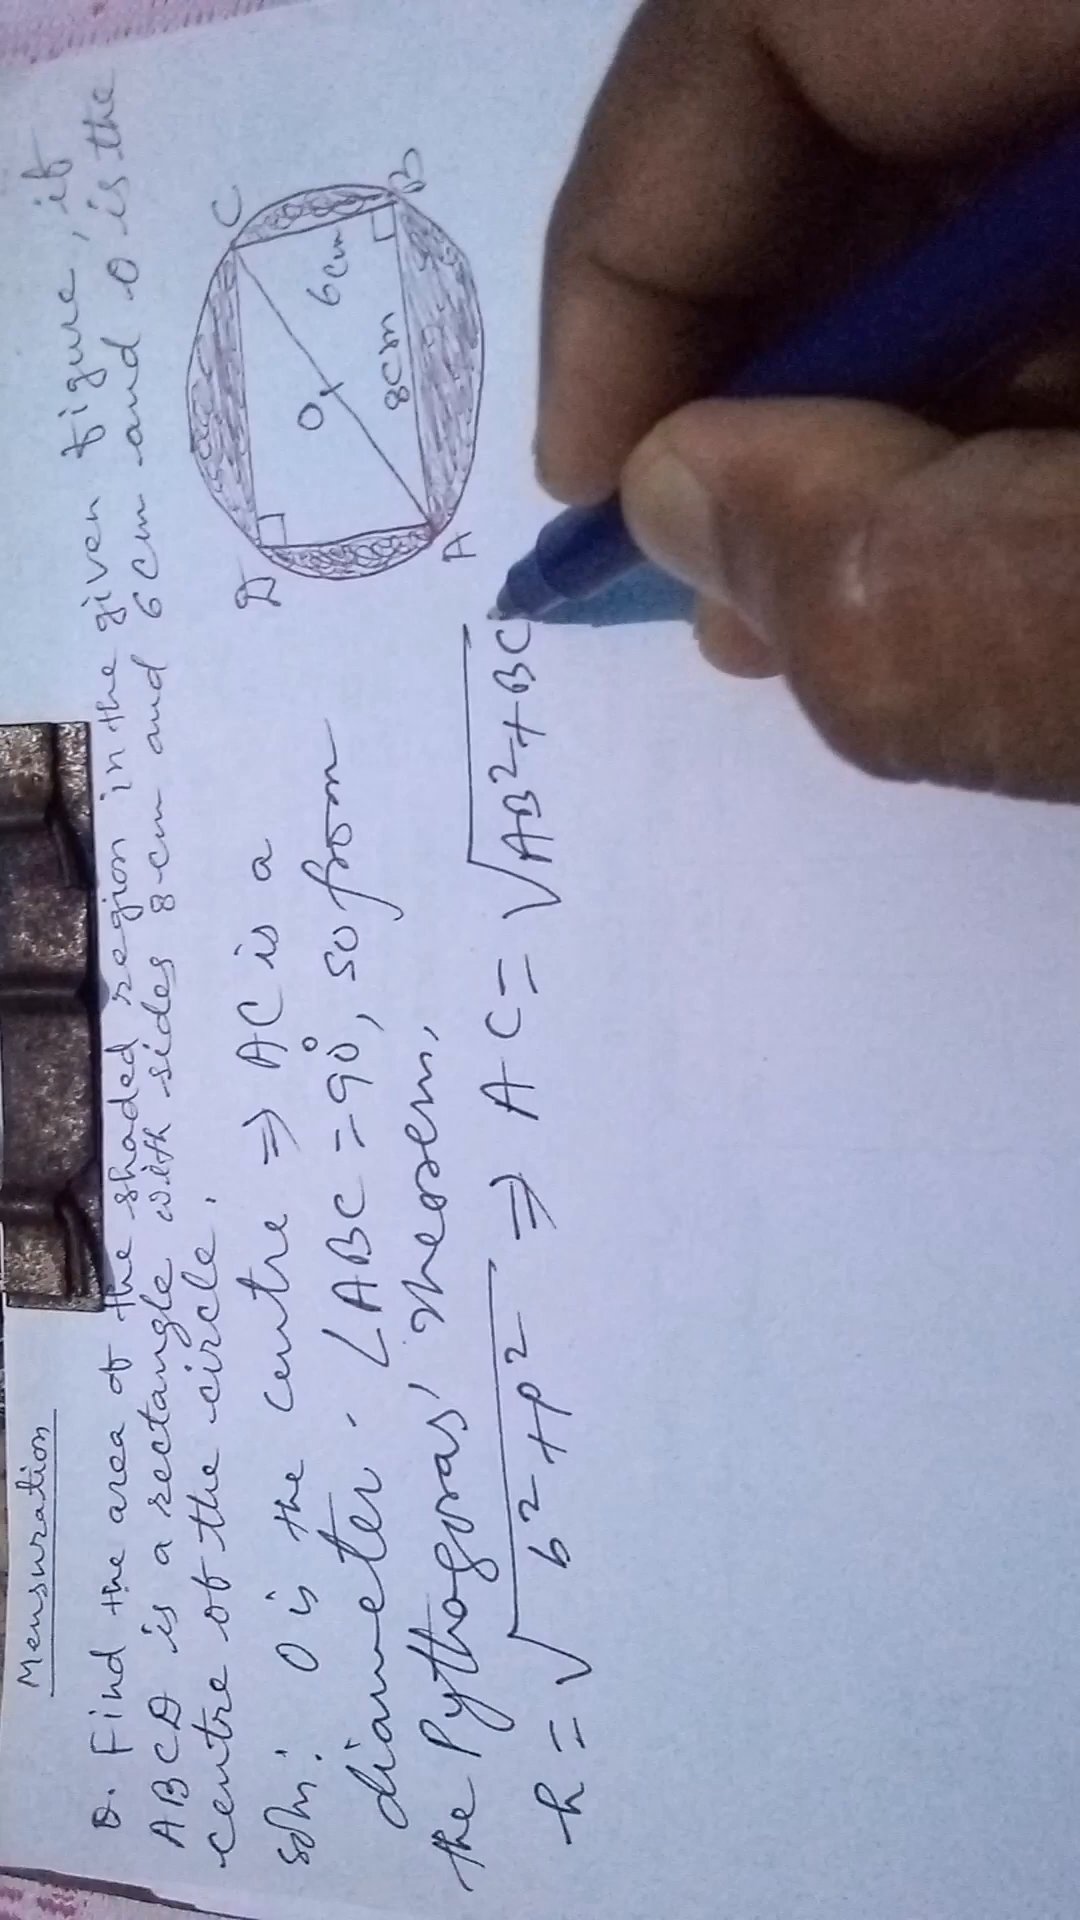 Mensuration
Q. Find the area of the shaded region in the given figure, if
ABCD is a rectangle with sides 8cm and 6cm and O is the
centre of the circle.
soln: O is the centre ⇒ AC is a
diameter. ∠ABC = 90°, so from
the Pythagoras' theorem,
h = √b²+p² ⇒ AC = √AB²+BC
D
C
O
6cm
8cm
A
B